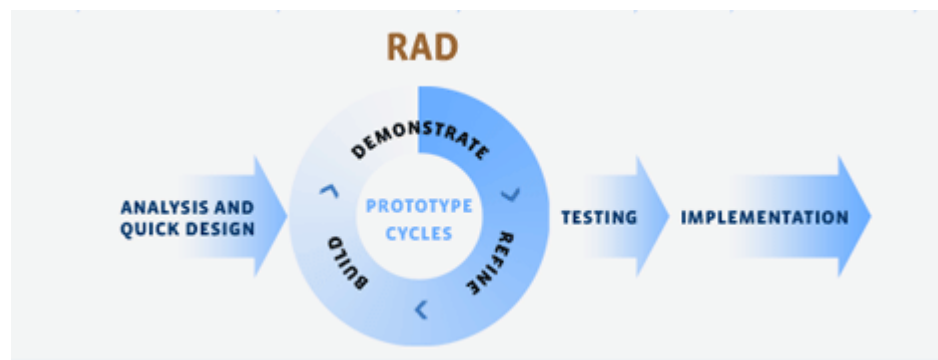 RAD
ANALYSIS AND
QUICK DESIGN
DEMONSTRATE
REFINE
BUILD
PROTOTYPE
CYCLES
TESTING
IMPLEMENTATION